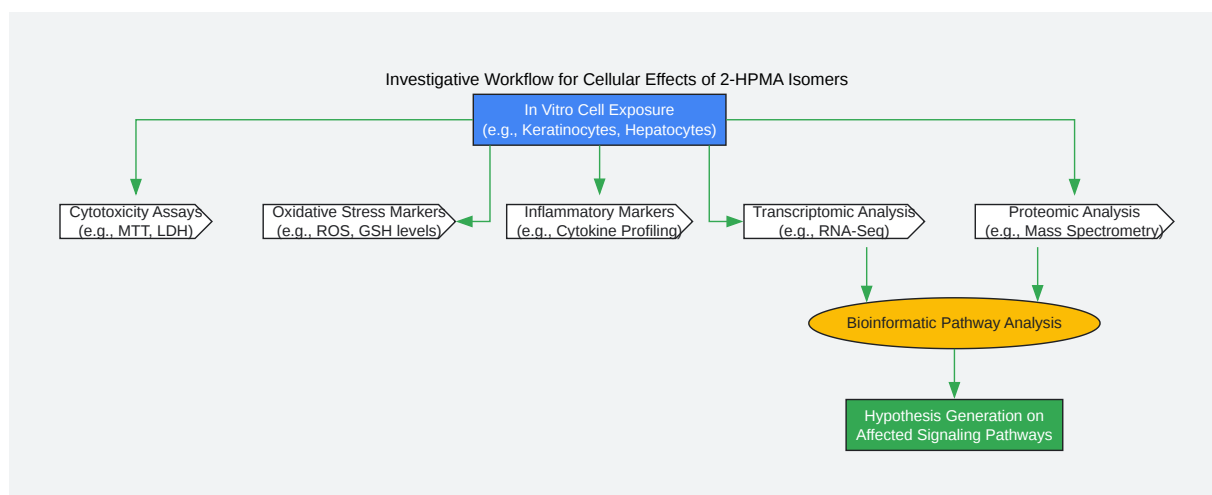 Investigative Workflow for Cellular Effects of 2-HPMA Isomers
In Vitro Cell Exposure
(e.g., Keratinocytes, Hepatocytes)
Cytotoxicity Assays
(e.g., MTT, LDH)
Oxidative Stress Markers
(e.g., ROS, GSH levels)
Inflammatory Markers
(e.g., Cytokine Profiling)
Transcriptomic Analysis
(e.g., RNA-Seq)
Proteomic Analysis
(e.g., Mass Spectrometry)
Bioinformatic Pathway Analysis
Hypothesis Generation on
Affected Signaling Pathways